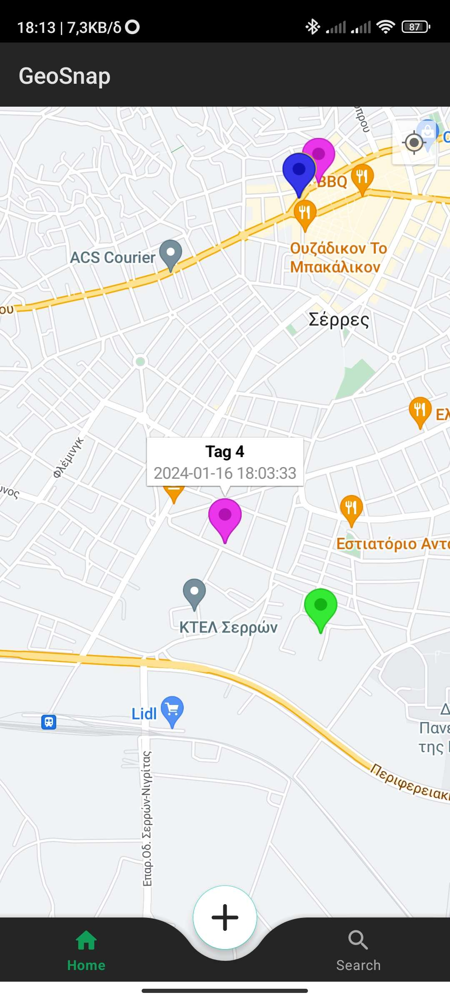 18:13 | 7,3KB/δ
87
GeoSnap
BBQ
Ουζάδικον Το
Μπακάλικον
ACS Courier
ου
Σέρρες
Ελ
Φλέμινγκ
Tag 4
2024-01-16 18:03:33
Εστιατόριο Αντ
ΚΤΕΛ Σερρών
Lidl
Δ
Πανε
της
Περιφερειακ
Επαρ.Οδ. Σερρών-Νιγρίτας
Home
Search